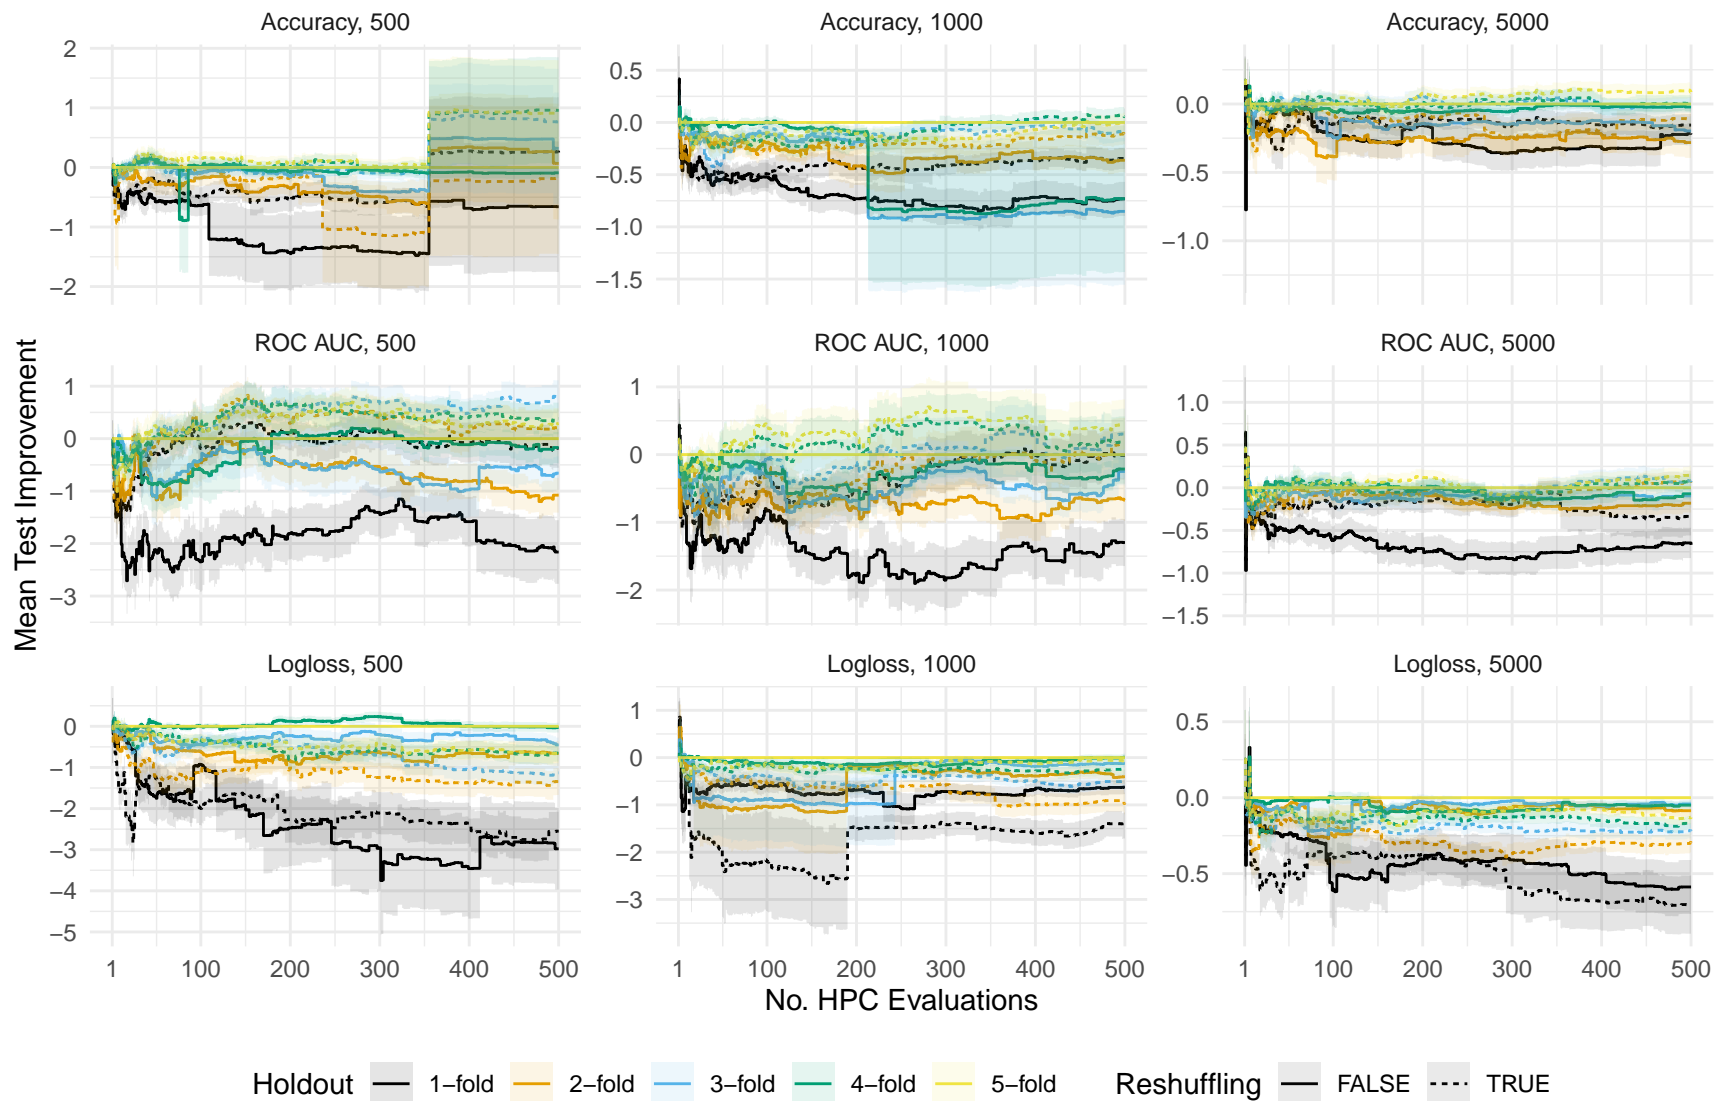 Accuracy, 500
Accuracy, 1000
Accuracy, 5000
2
1
0
−1
−2
0.5
0.0
−0.5
−1.0
−1.5
0.0
−0.5
−1.0
ROC AUC, 500
ROC AUC, 1000
ROC AUC, 5000
1
0
−1
−2
−3
1
0
−1
−2
1.0
0.5
0.0
−0.5
−1.0
−1.5
Mean Test Improvement
Logloss, 500
Logloss, 1000
Logloss, 5000
0
−1
−2
−3
−4
−5
1
0
−1
−2
−3
0.5
0.0
−0.5
1 100 200 300 400 500
1 100 200 300 400 500
1 100 200 300 400 500
No. HPC Evaluations
Holdout 1−fold 2−fold 3−fold 4−fold 5−fold Reshuffling FALSE TRUE